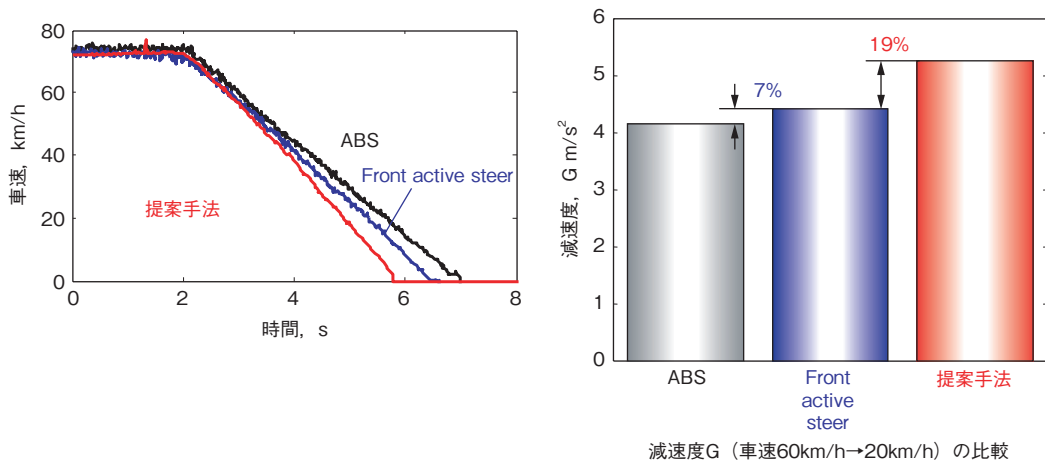 80
60
40
20
0
0
2
4
6
8
車速，km/h
時間，s
ABS
Front active steer
提案手法
6
5
4
3
2
1
0
減速度，G m/s²
7%
19%
ABS
Front
active
steer
提案手法
減速度G（車速60km/h→20km/h）の比較